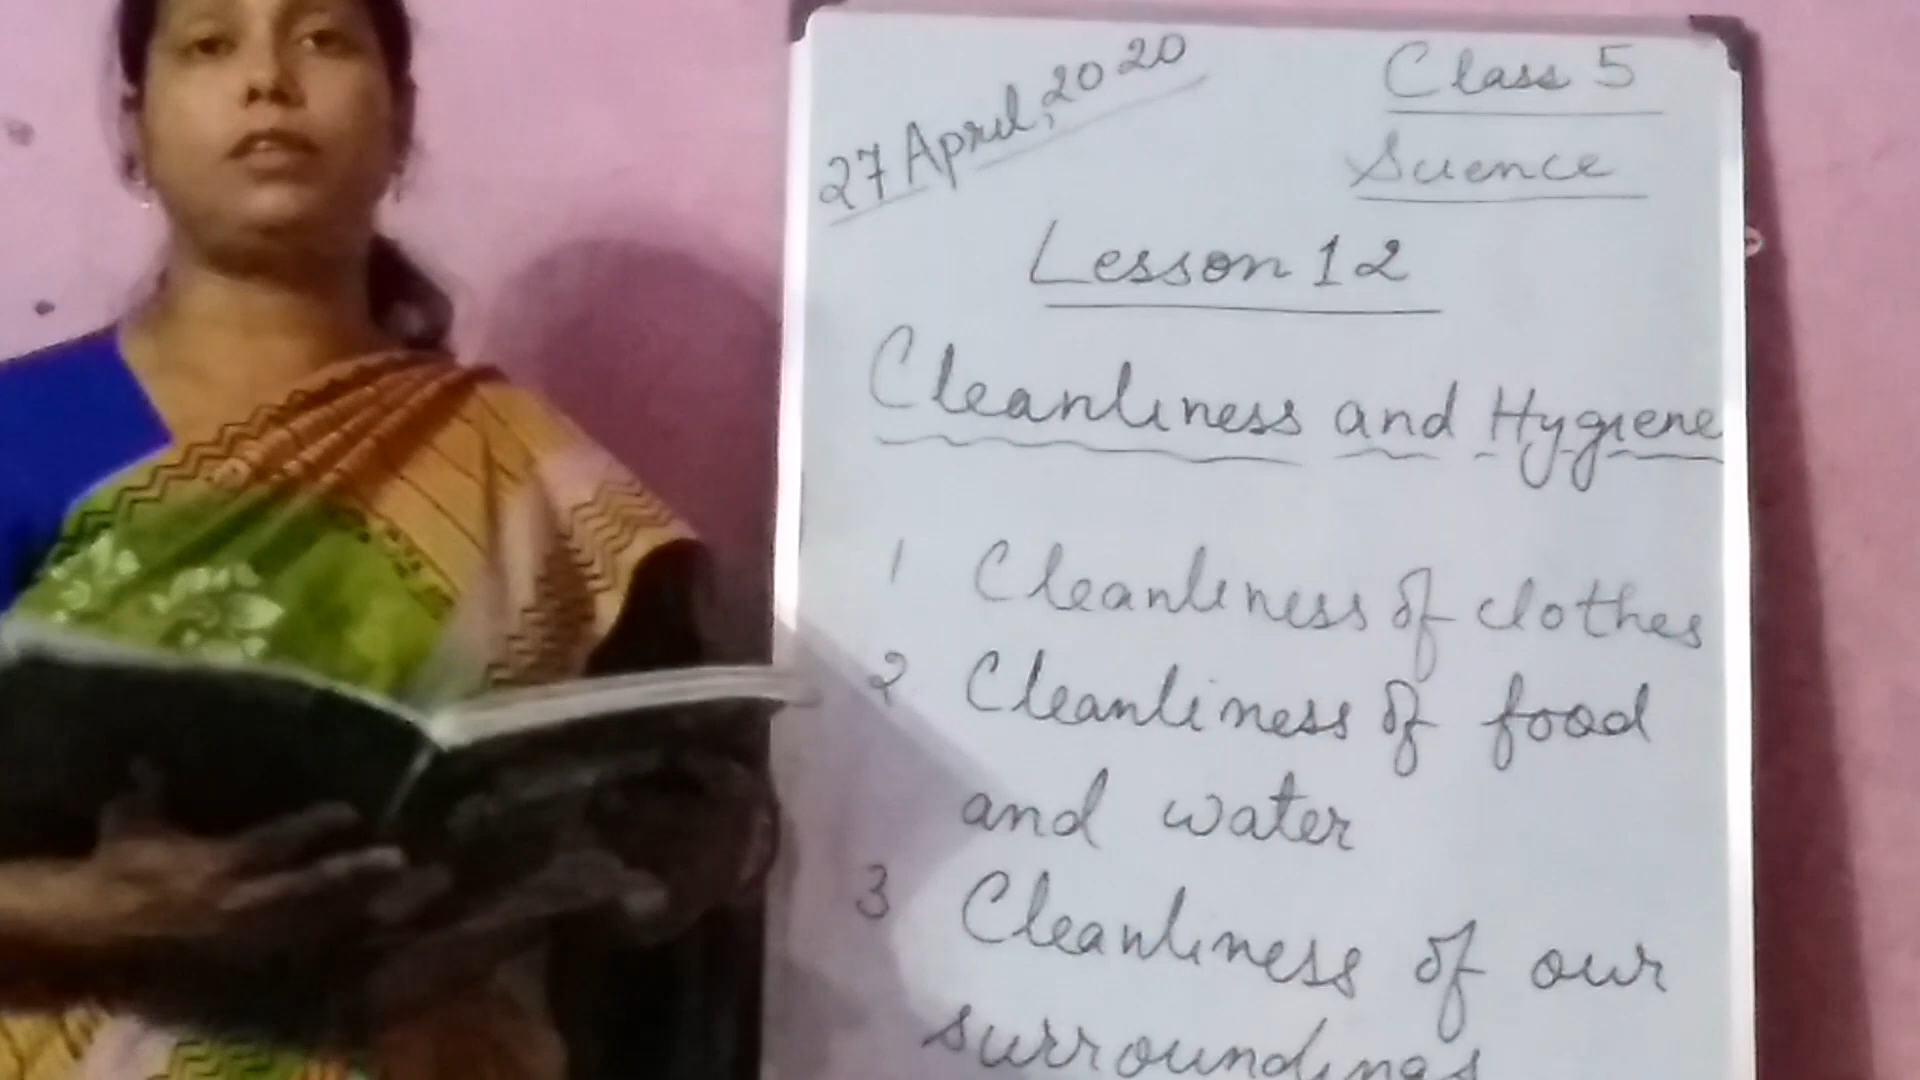 27 April, 2020
Class 5
Science
Lesson 12
Cleanliness and Hygiene
1 Cleanliness of clothes
2 Cleanliness of food
and water
3 Cleanliness of our
surroundings